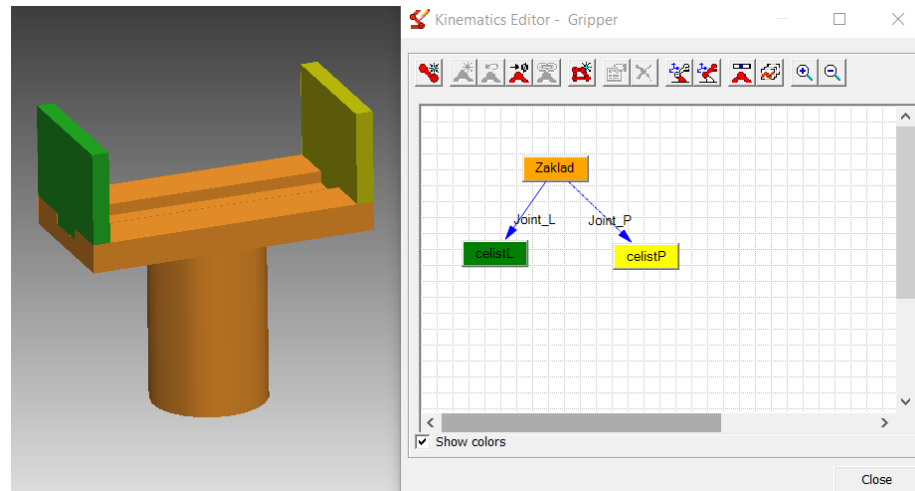 Kinematics Editor - Gripper
Zaklad
Joint_L
Joint_P
celistL
celistP
Show colors
Close